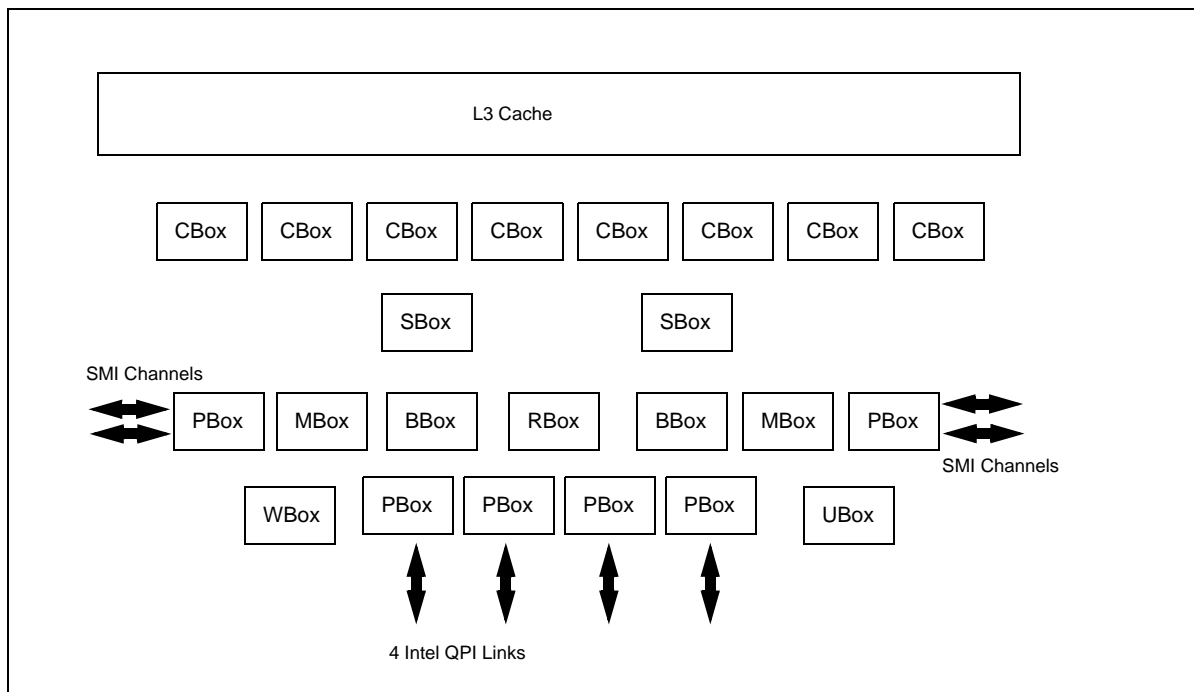 L3 Cache
CBox CBox CBox CBox CBox CBox CBox CBox
SBox SBox
SMI Channels
PBox MBox BBox RBox BBox MBox PBox
SMI Channels
WBox PBox PBox PBox PBox UBox
4 Intel QPI Links